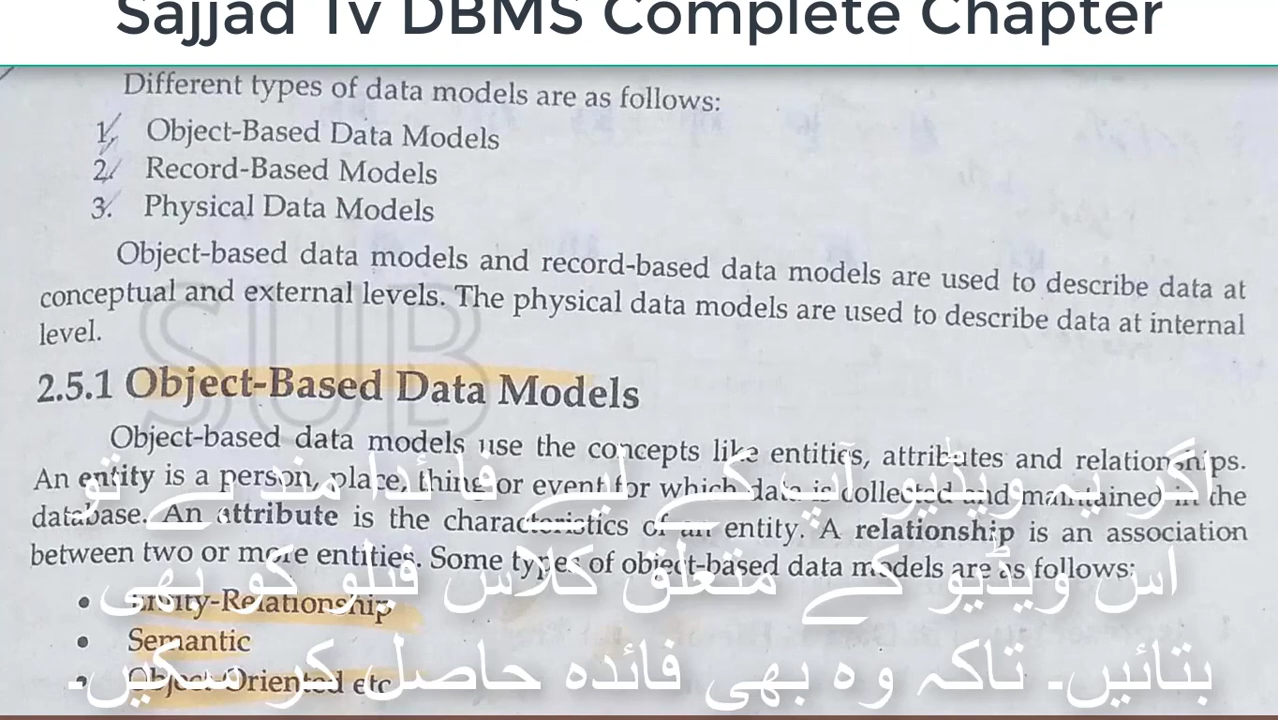 Sajjad Tv DBMS Complete Chapter
Different types of data models are as follows:
1. Object-Based Data Models
2. Record-Based Models
3. Physical Data Models
Object-based data models and record-based data models are used to describe data at
conceptual and external levels. The physical data models are used to describe data at internal
level.
SUB
2.5.1 Object-Based Data Models
Object-based data models use the concepts like entities, attributes and relationships.
An entity is a person, place, thing or event for which data is collected and maintained in the
database. An attribute is the characteristics of an entity. A relationship is an association
between two or more entities. Some types of object-based data models are as follows:
• Entity-Relationship
• Semantic
• Object-Oriented etc
اگر یہ ویڈیو آپ کے لیے فائدا مند ہے تو
اس ویڈیو کے متعلق کلاس فیلو کو بھی
بتائیں۔ تاکہ وہ بھی فائدہ حاصل کر سکیں۔